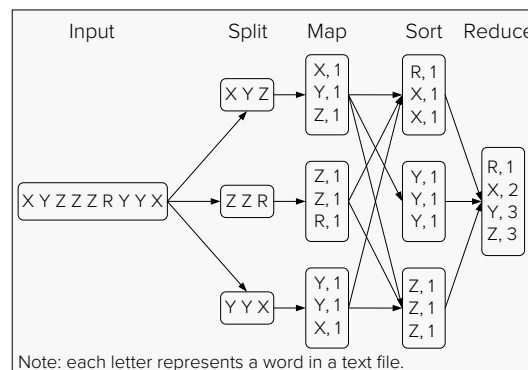 Input Split Map Sort Reduce
X Y Z Z Z R Y Y X
X Y Z
Z Z R
Y Y X
X, 1
Y, 1
Z, 1
Z, 1
Z, 1
R, 1
Y, 1
Y, 1
X, 1
R, 1
X, 1
X, 1
Y, 1
Y, 1
Y, 1
Z, 1
Z, 1
Z, 1
R, 1
X, 2
Y, 3
Z, 3
Note: each letter represents a word in a text file.